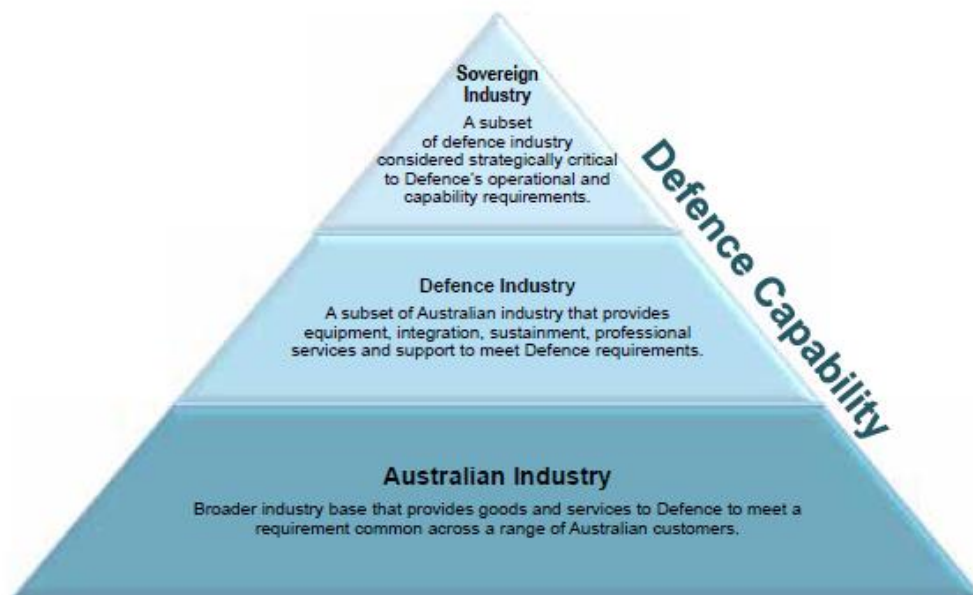 Sovereign
Industry
A subset
of defence industry
considered strategically critical
to Defence's operational and
capability requirements.
Defence Capability
Defence Industry
A subset of Australian industry that provides
equipment, integration, sustainment, professional
services and support to meet Defence requirements.
Australian Industry
Broader industry base that provides goods and services to Defence to meet a
requirement common across a range of Australian customers.